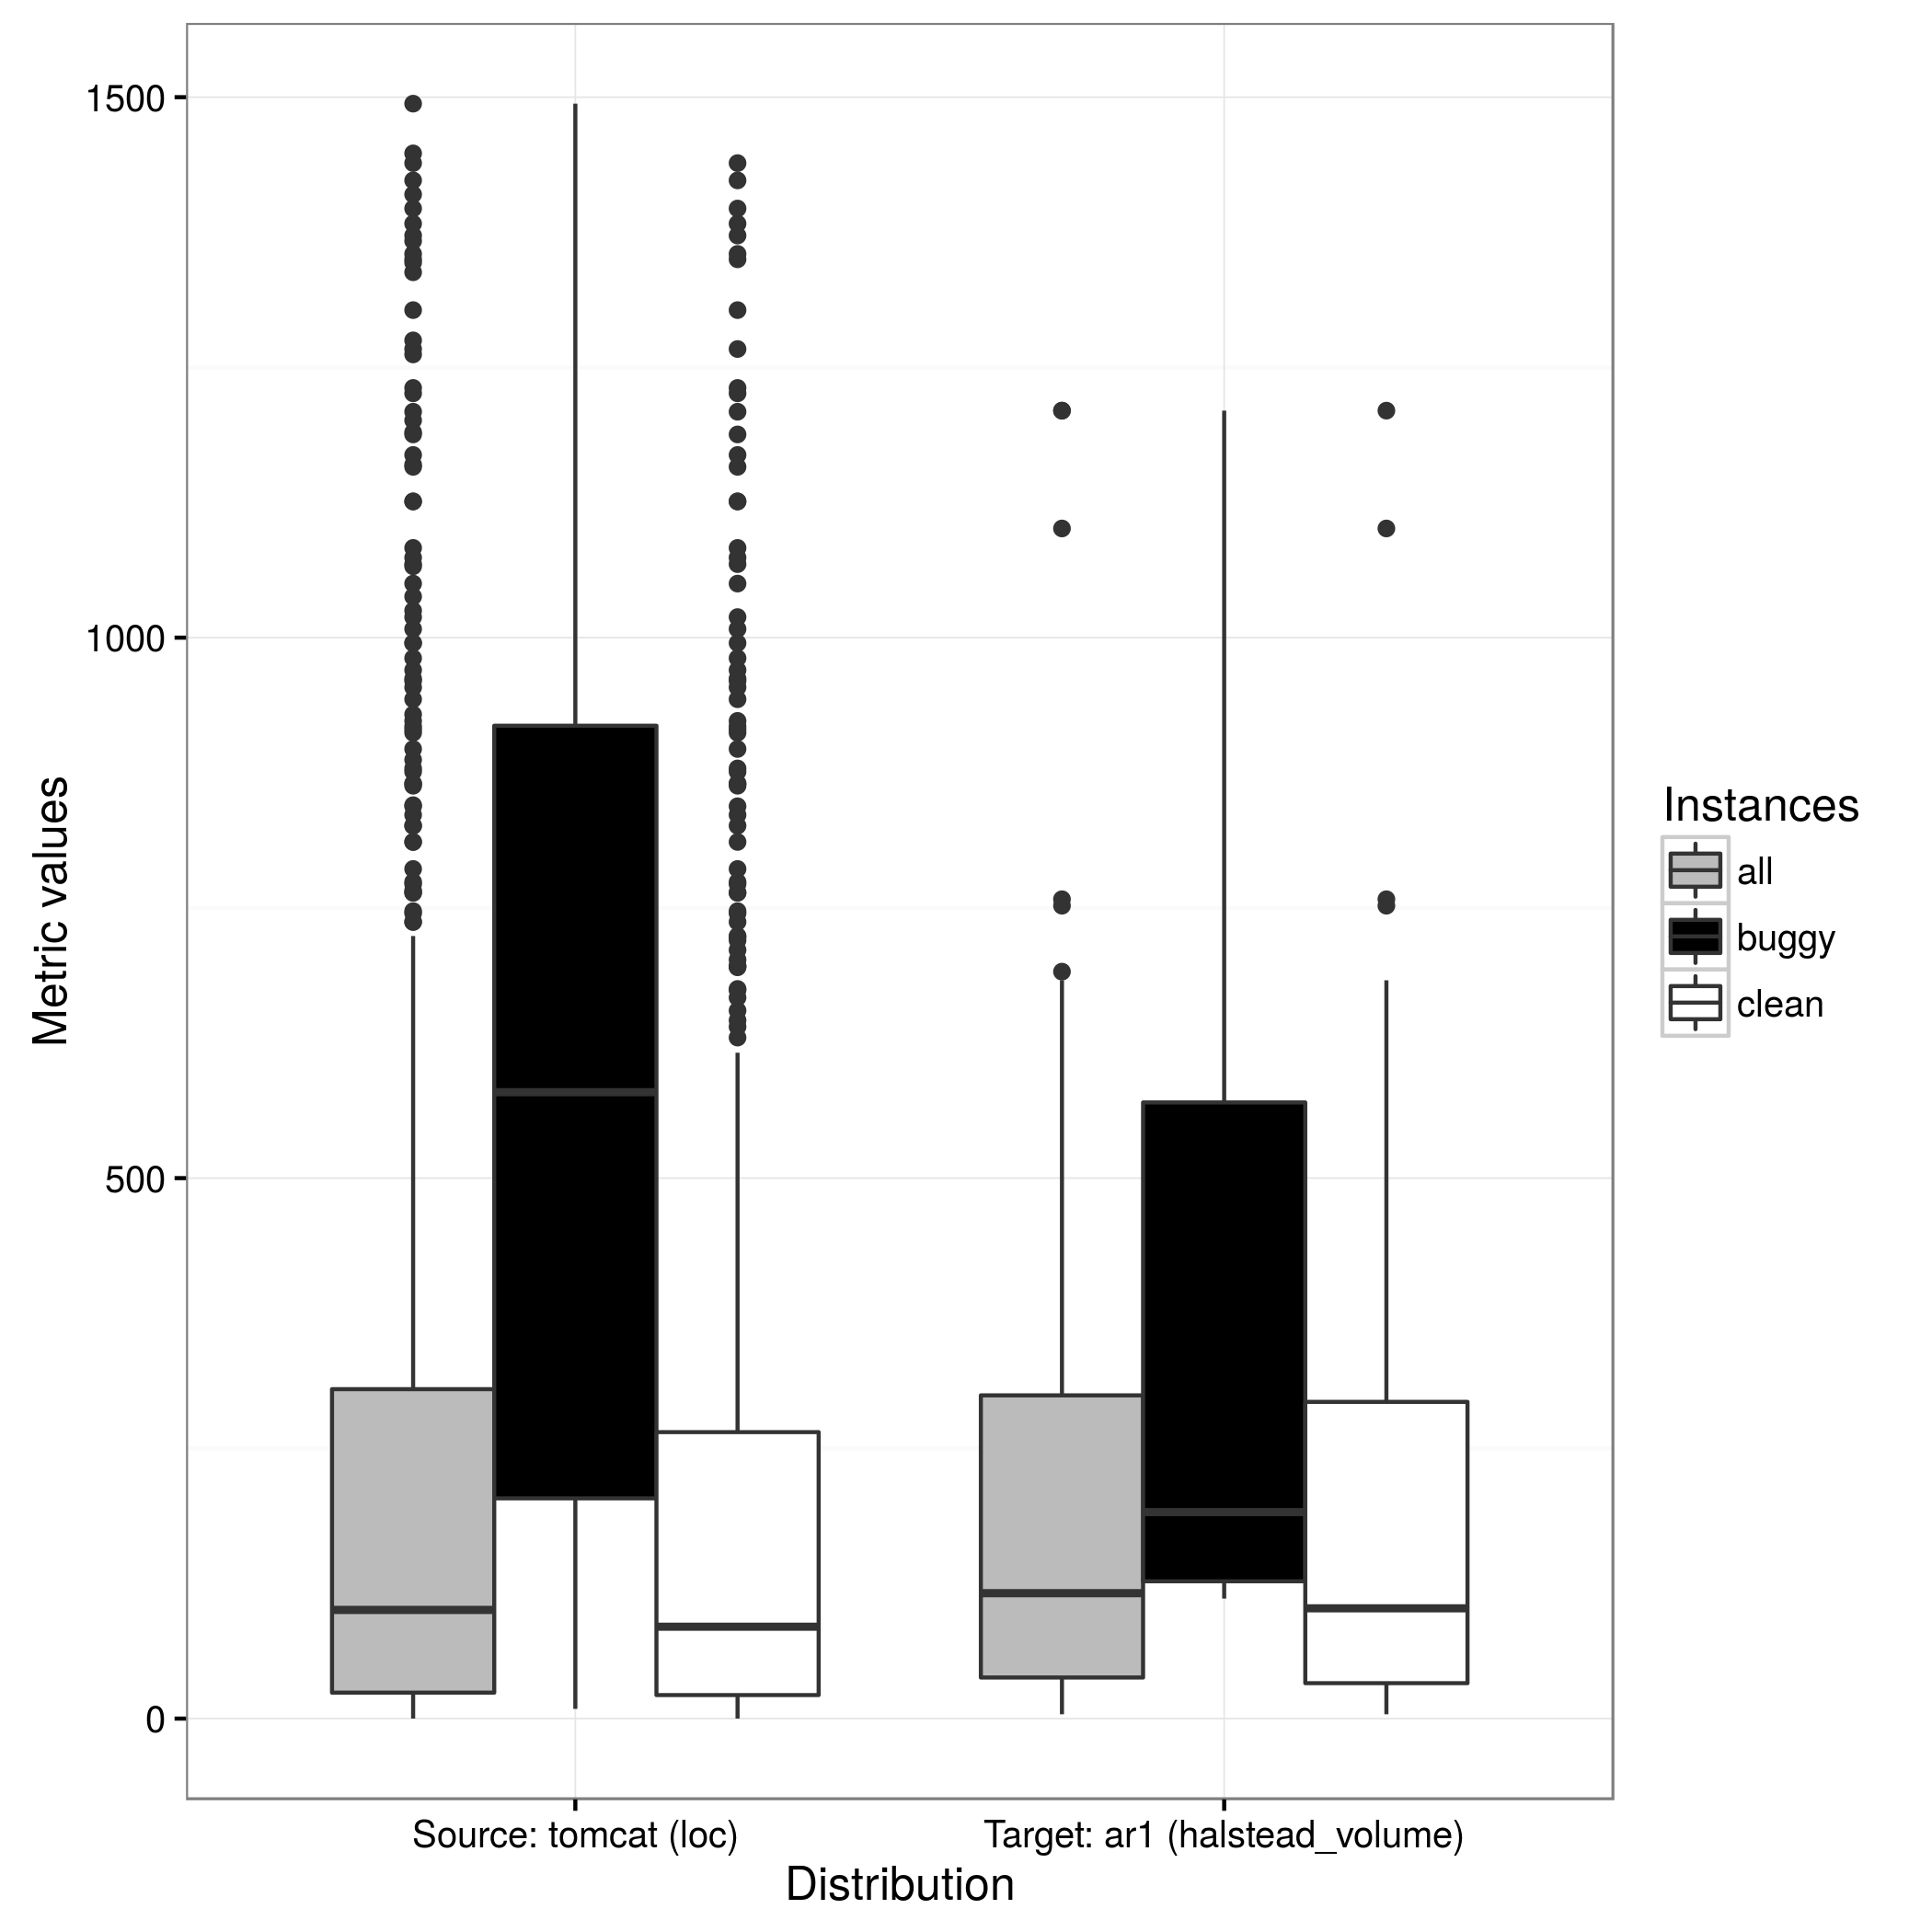 1500
1000
500
0
Metric values
Source: tomcat (loc)
Target: ar1 (halstead_volume)
Distribution
Instances
all
buggy
clean